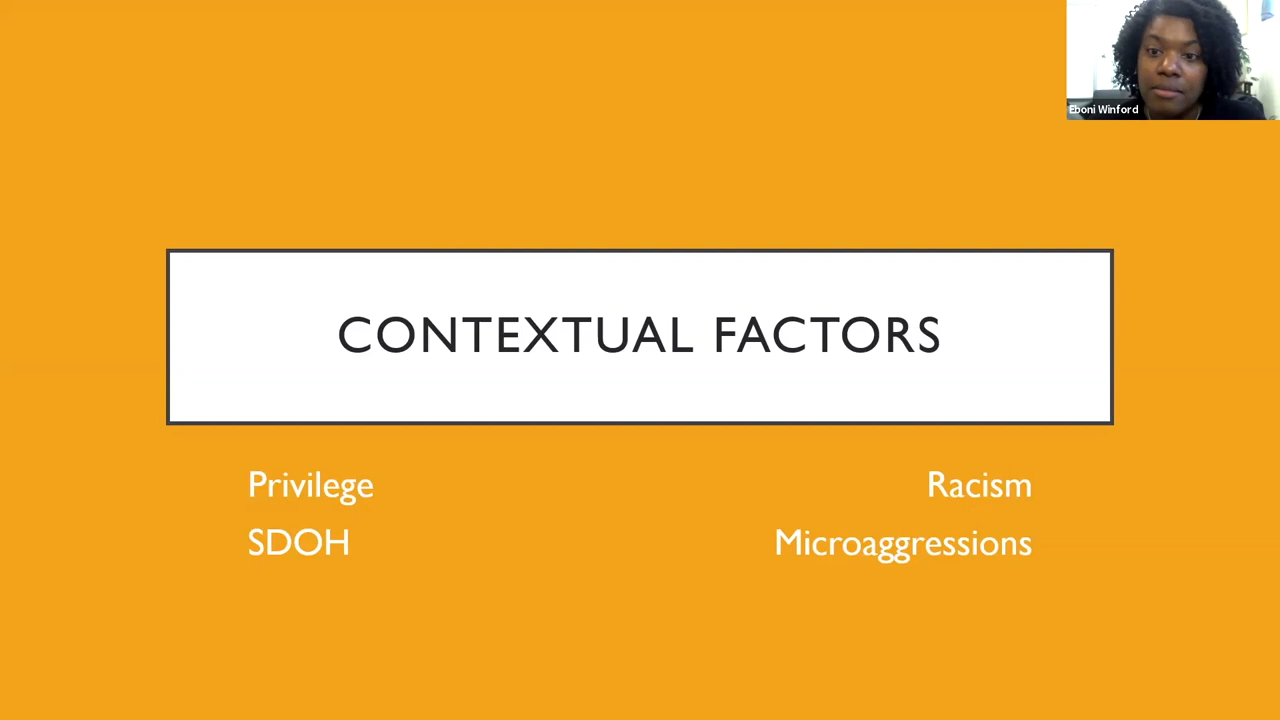 Eboni Winford
CONTEXTUAL FACTORS
Privilege
SDOH
Racism
Microaggressions